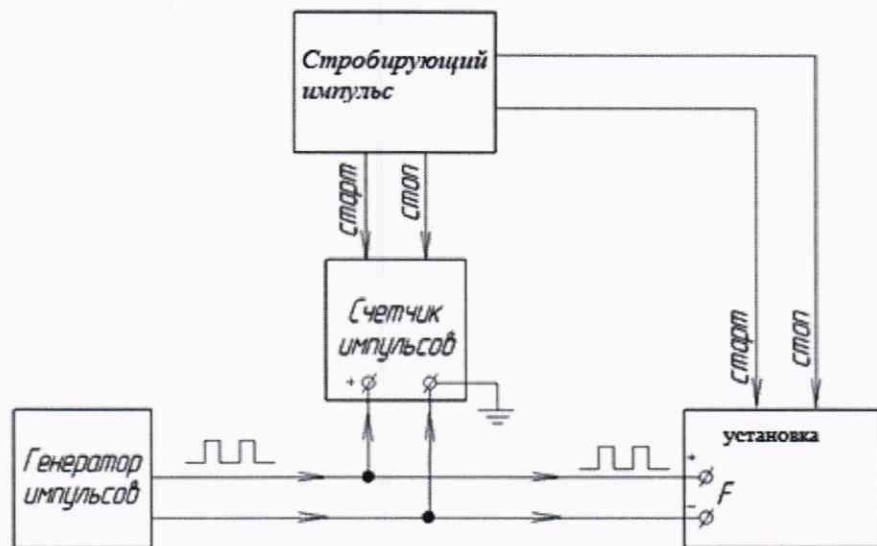 Стробирующий
импульс
старт
стоп
старт
стоп
Счетчик
импульсов
+
Генератор
импульсов
установка
+
F
-